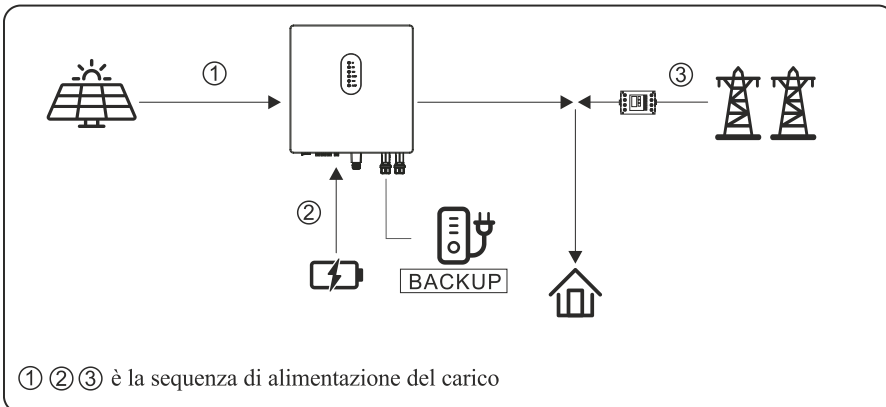 ①
③
②
BACKUP
① ② ③ è la sequenza di alimentazione del carico